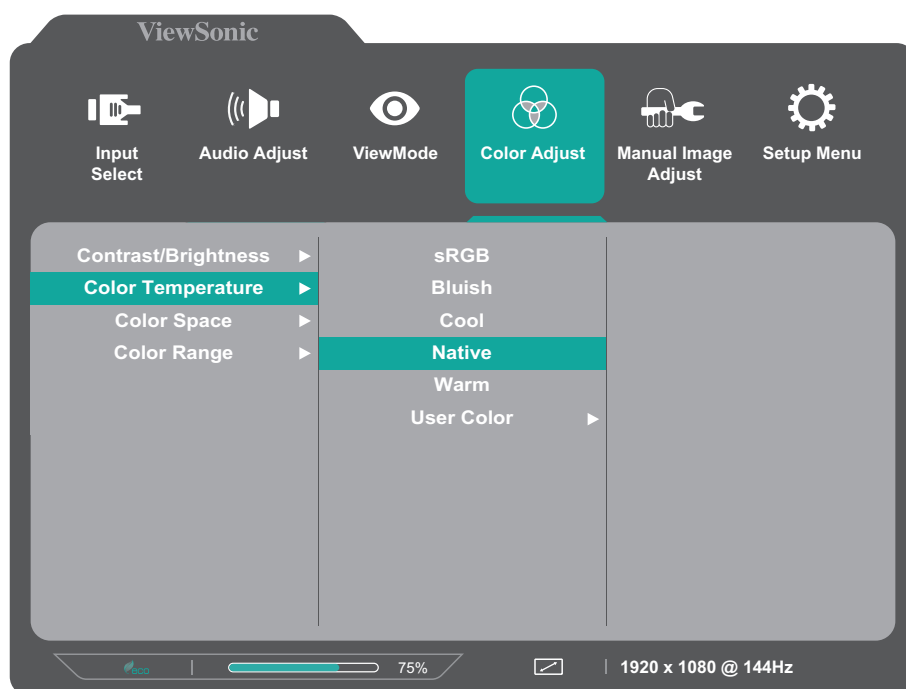 ViewSonic
Input Select
Audio Adjust
ViewMode
Color Adjust
Manual Image Adjust
Setup Menu
Contrast/Brightness
Color Temperature
Color Space
Color Range
sRGB
Bluish
Cool
Native
Warm
User Color
eco
75%
1920 x 1080 @ 144Hz